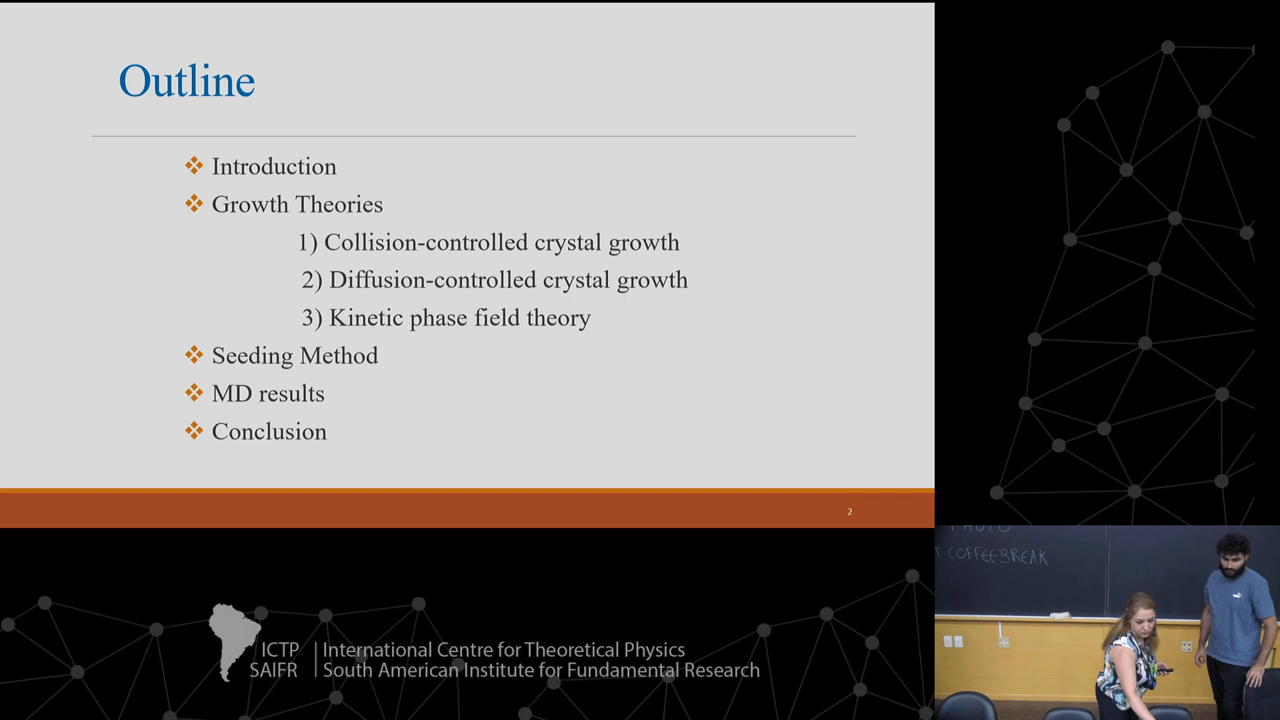 Outline
❖ Introduction
❖ Growth Theories
1) Collision-controlled crystal growth
2) Diffusion-controlled crystal growth
3) Kinetic phase field theory
❖ Seeding Method
❖ MD results
❖ Conclusion
2
COFFEE BREAK
ICTP
SAIFR
International Centre for Theoretical Physics
South American Institute for Fundamental Research